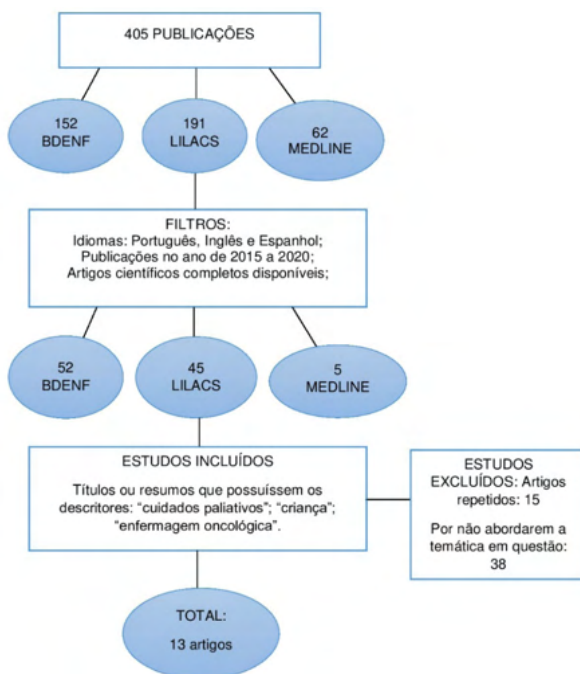 405 PUBLICAÇÕES
152
BDENF
191
LILACS
62
MEDLINE
FILTROS:
Idiomas: Português, Inglês e Espanhol;
Publicações no ano de 2015 a 2020;
Artigos científicos completos disponíveis;
52
BDENF
45
LILACS
5
MEDLINE
ESTUDOS INCLUÍDOS
Títulos ou resumos que possuíssem os
descritores: “cuidados paliativos”; “criança”;
“enfermagem oncológica”.
ESTUDOS
EXCLUÍDOS: Artigos
repetidos: 15
Por não abordarem a
temática em questão:
38
TOTAL:
13 artigos